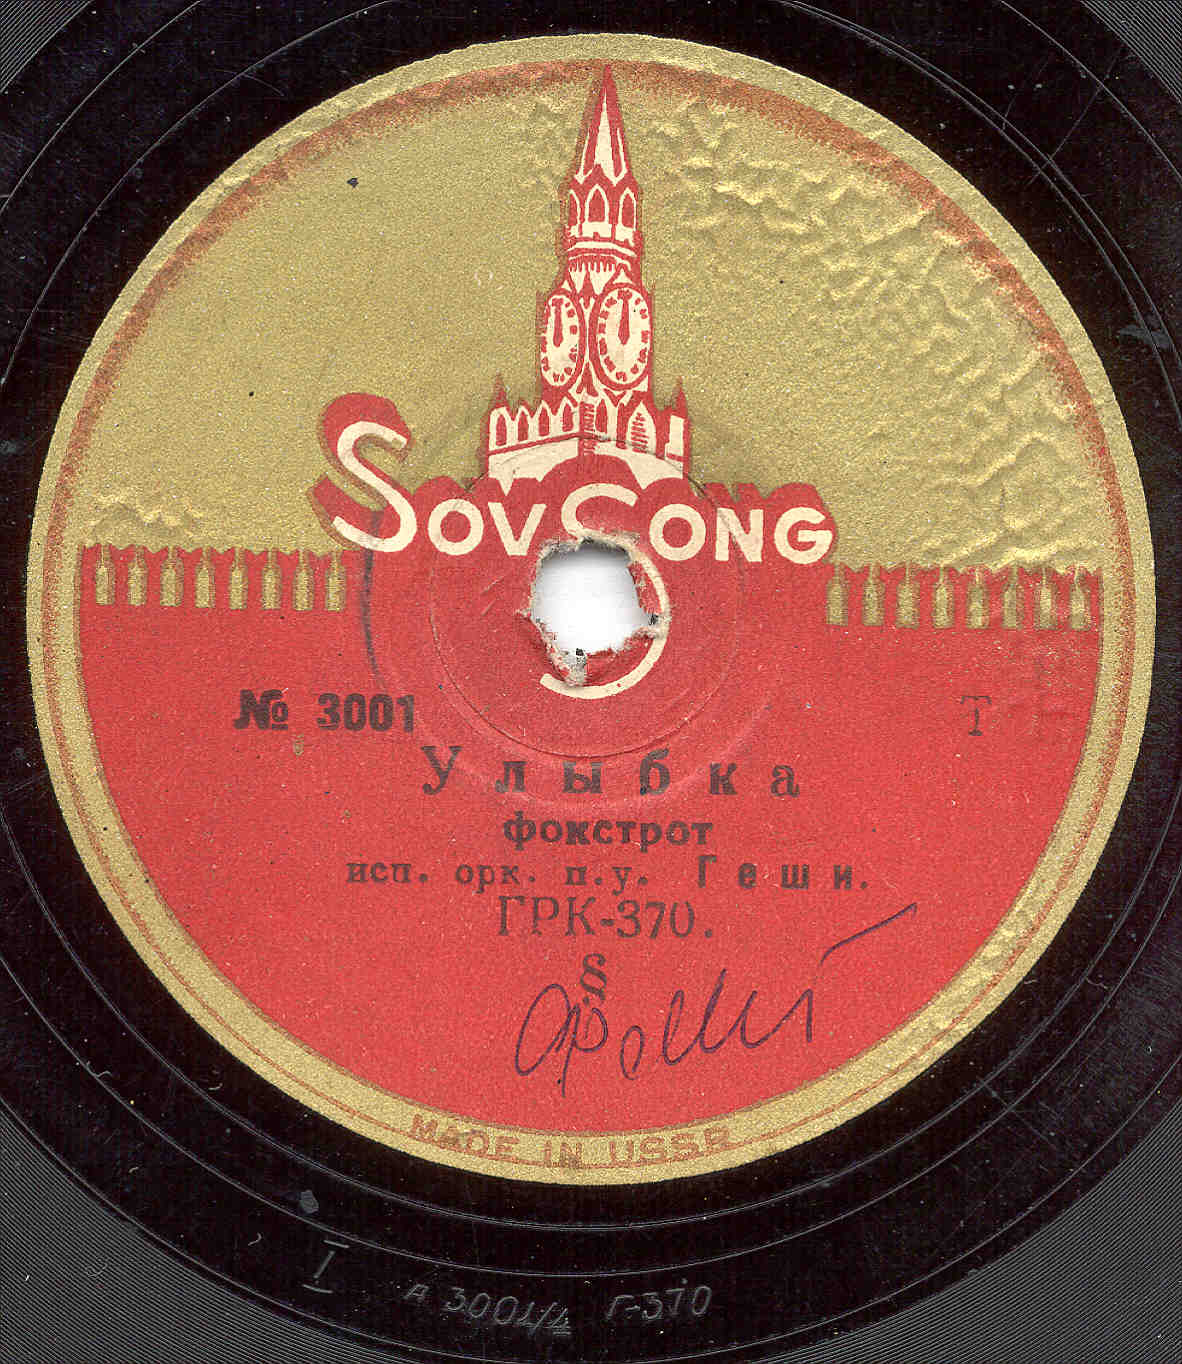 SovSong
№ 3001
Т
Улыбка
фокстрот
исп. орк. п.у. Геши.
ГРК-370.
§
MADE IN USSR
I
А 3001/4 Г-370